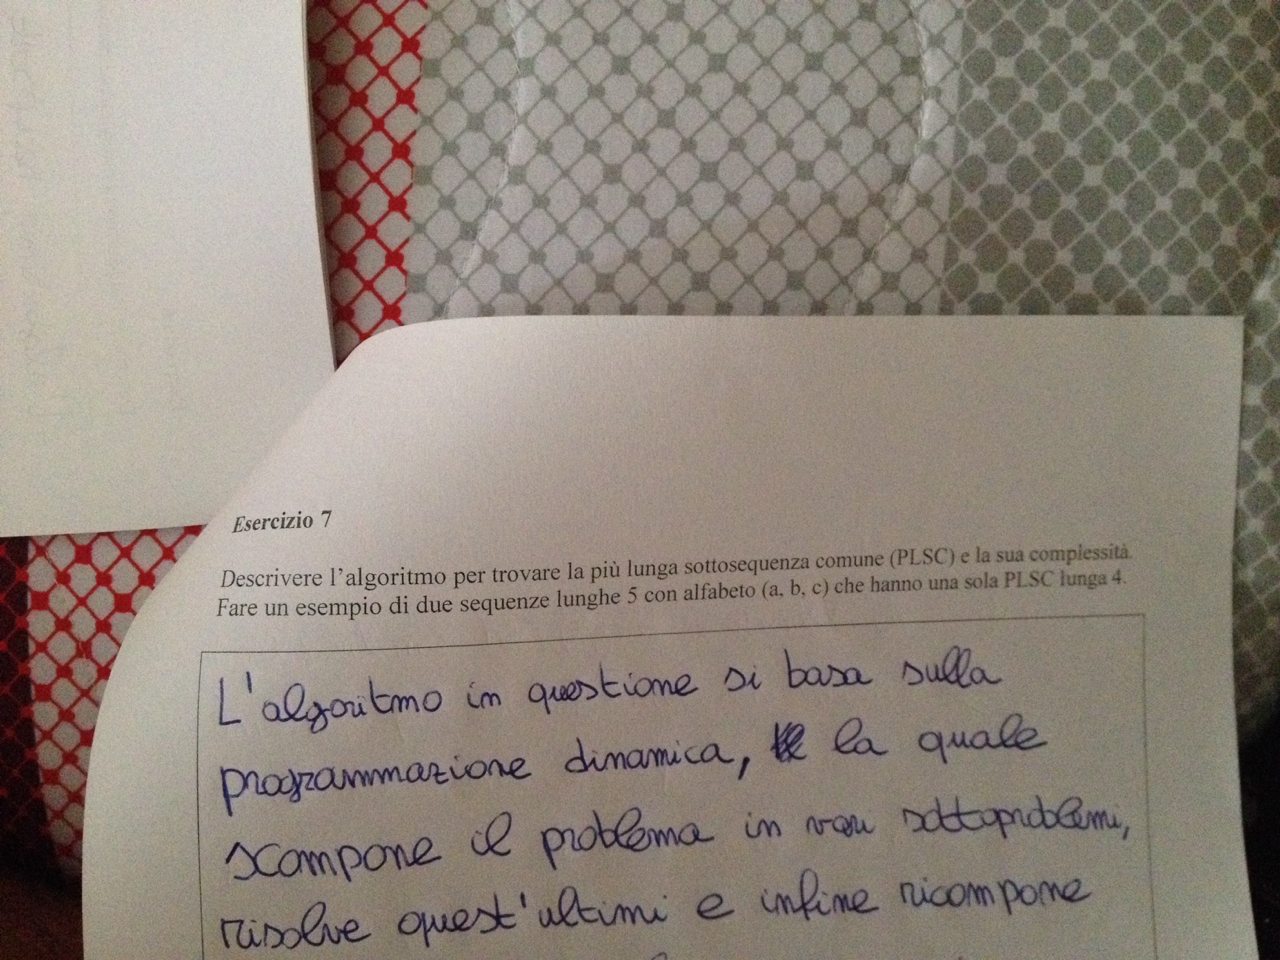 Esercizio 7
Descrivere l'algoritmo per trovare la più lunga sottosequenza comune (PLSC) e la sua complessità.
Fare un esempio di due sequenze lunghe 5 con alfabeto (a, b, c) che hanno una sola PLSC lunga 4.
L'algoritmo in questione si basa sulla
programmazione dinamica, la quale
scompone il problema in vari sottoproblemi,
risolve quest'ultimi e infine ricompone